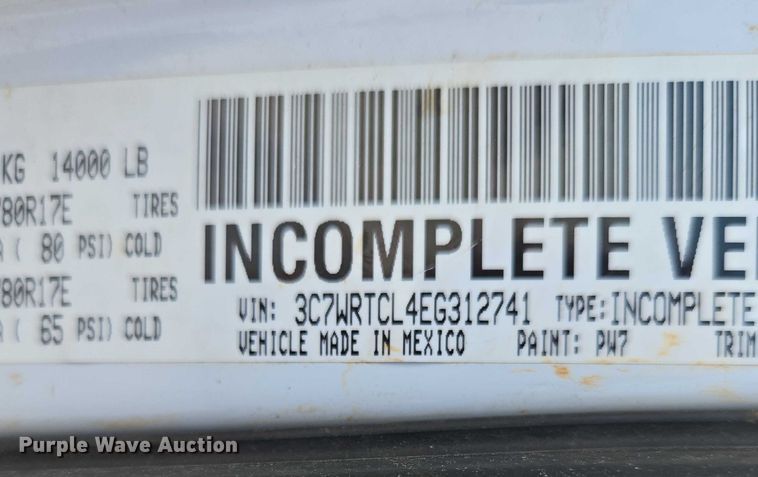 KG 14000 LB
80R17E TIRES
( 80 PSI) COLD
80R17E TIRES
( 65 PSI) COLD
INCOMPLETE VE
VIN: 3C7WRTCL4EG312741 TYPE: INCOMPLETE
VEHICLE MADE IN MEXICO PAINT: PW7 TRIM
Purple Wave Auction